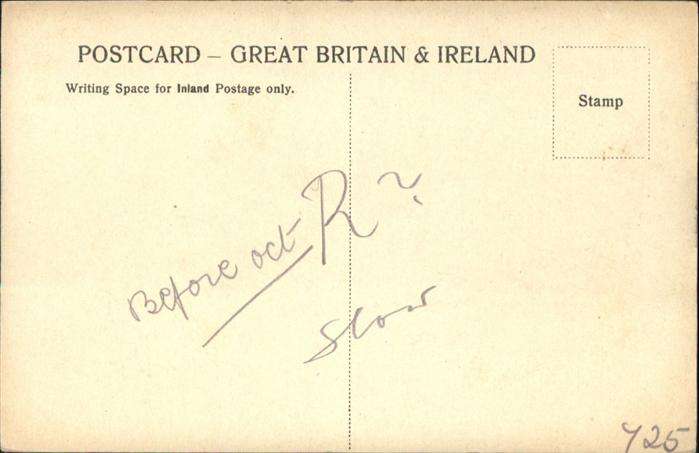 POSTCARD – GREAT BRITAIN & IRELAND
Writing Space for Inland Postage only.
Stamp
Before oct R
Slow
725